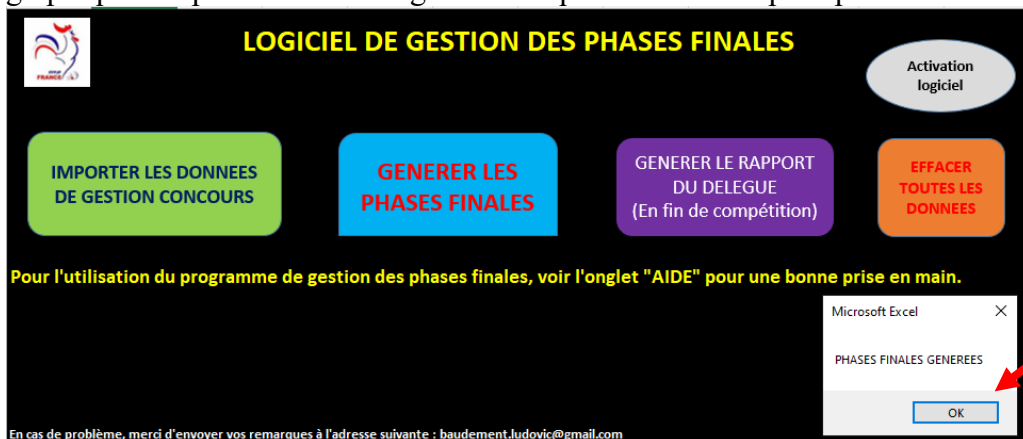 LOGICIEL DE GESTION DES PHASES FINALES
FRANCE
Activation
logiciel
IMPORTER LES DONNEES
DE GESTION CONCOURS
GENERER LES
PHASES FINALES
GENERER LE RAPPORT
DU DELEGUE
(En fin de compétition)
EFFACER
TOUTES LES
DONNEES
Pour l'utilisation du programme de gestion des phases finales, voir l'onglet "AIDE" pour une bonne prise en main.
Microsoft Excel
PHASES FINALES GENEREES
OK
En cas de problème, merci d'envoyer vos remarques à l'adresse suivante : baudement.ludovic@gmail.com